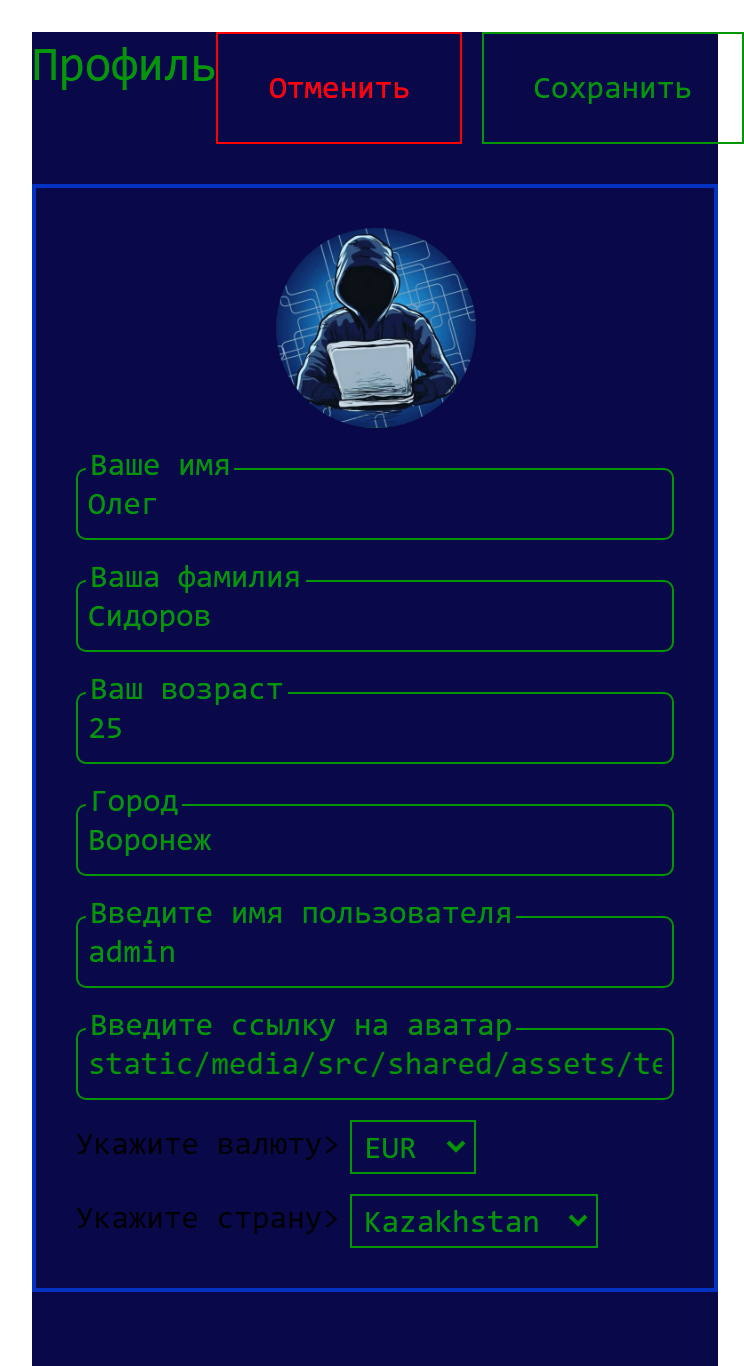 Профиль Отменить Сохранить
Ваше имя
Олег
Ваша фамилия
Сидоров
Ваш возраст
25
Город
Воронеж
Введите имя пользователя
admin
Введите ссылку на аватар
static/media/src/shared/assets/te
Укажите валюту> EUR
Укажите страну> Kazakhstan